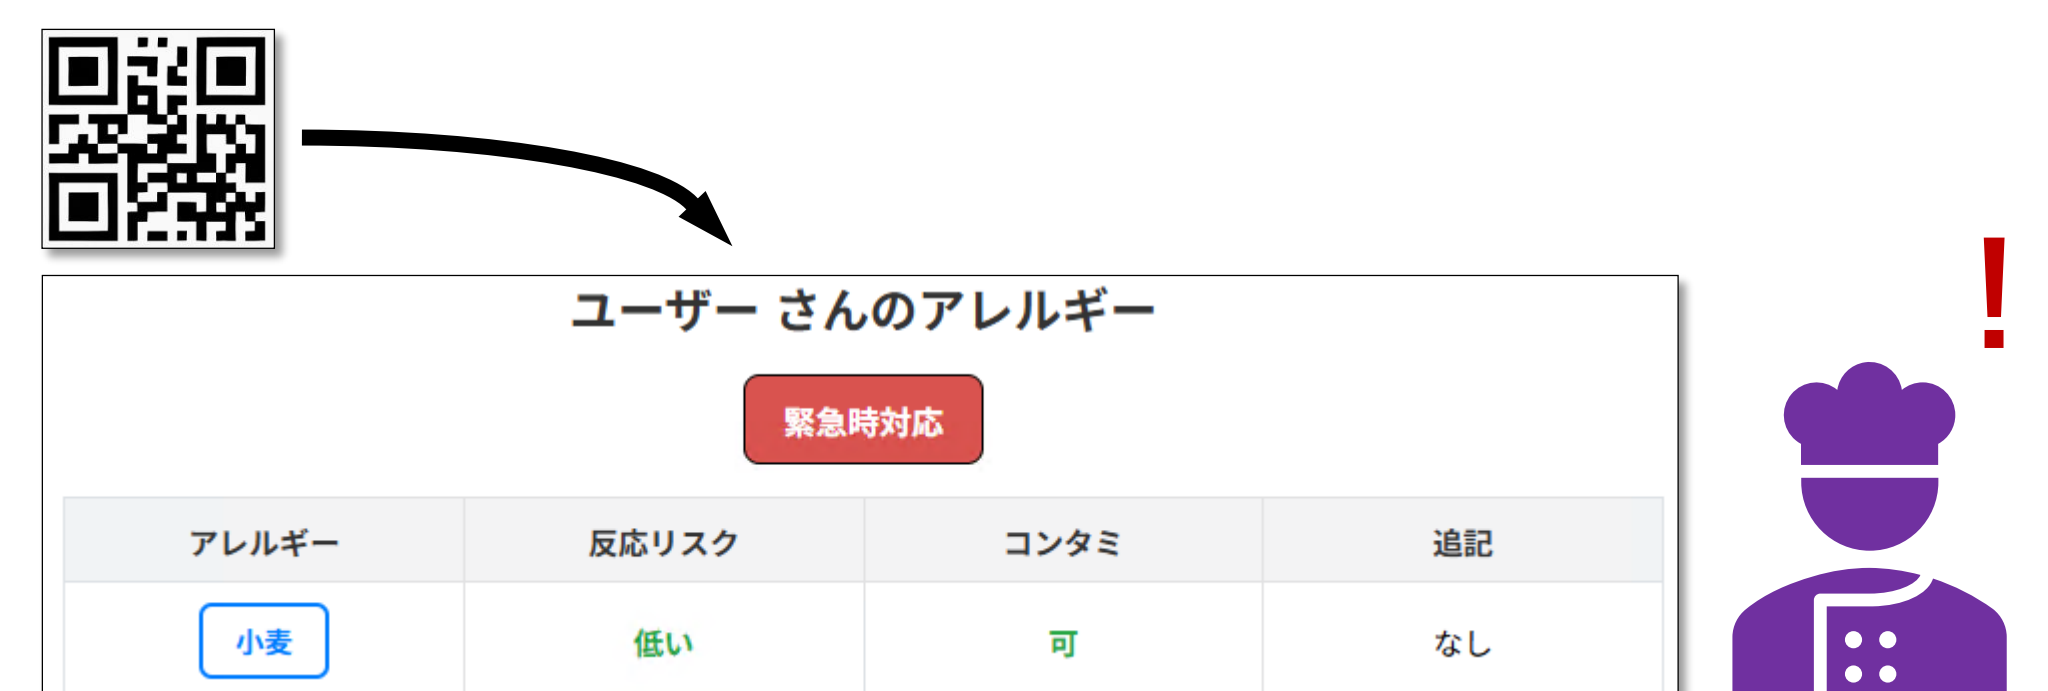 !
ユーザー さんのアレルギー
緊急時対応
アレルギー 反応リスク コンタミ 追記
小麦 低い 可 なし